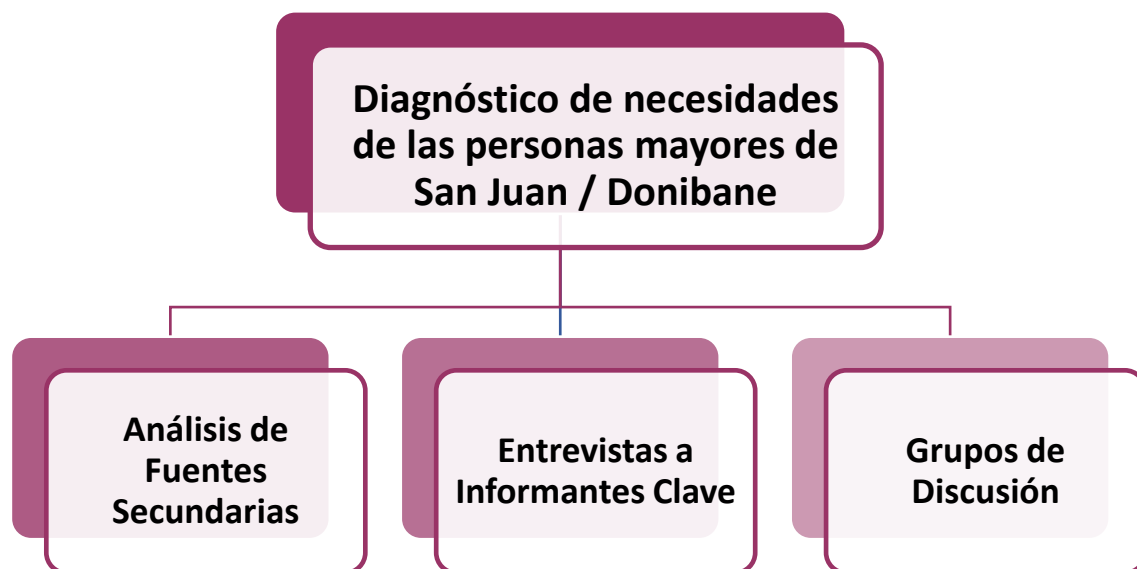 Diagnóstico de necesidades
de las personas mayores de
San Juan / Donibane
Análisis de
Fuentes
Secundarias
Entrevistas a
Informantes Clave
Grupos de
Discusión